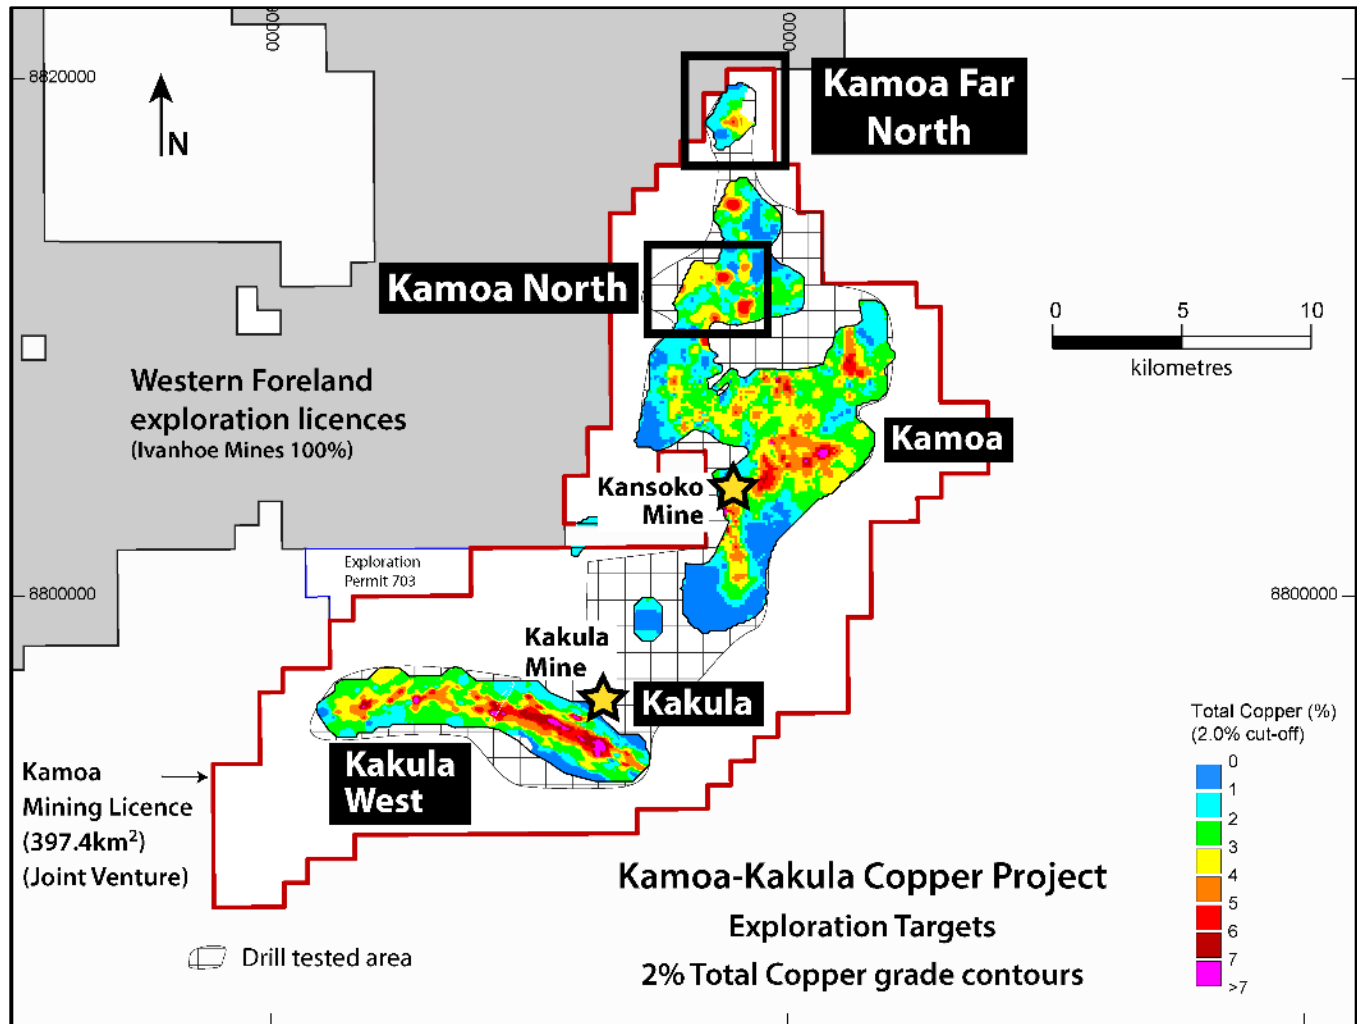 8820000
N
Kamoa Far
North
Kamoa North
0 5 10
kilometres
Western Foreland
exploration licences
(Ivanhoe Mines 100%)
Kamoa
Kansoko
Mine
Exploration
Permit 703
8800000
8800000
Kakula
Mine
Kakula
Kakula
West
Kamoa
Mining Licence
(397.4km²)
(Joint Venture)
Total Copper (%)
(2.0% cut-off)
0
1
2
3
4
5
6
7
>7
Kamoa-Kakula Copper Project
Exploration Targets
2% Total Copper grade contours
Drill tested area